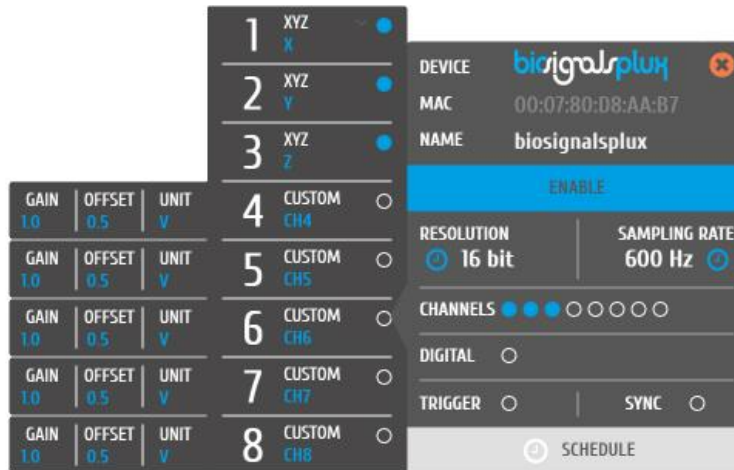 1 XYZ
X
2 XYZ
Y
3 XYZ
Z
GAIN OFFSET UNIT
1.0 0.5 V
4 CUSTOM
CH4
GAIN OFFSET UNIT
1.0 0.5 V
5 CUSTOM
CH5
GAIN OFFSET UNIT
1.0 0.5 V
6 CUSTOM
CH6
GAIN OFFSET UNIT
1.0 0.5 V
7 CUSTOM
CH7
GAIN OFFSET UNIT
1.0 0.5 V
8 CUSTOM
CH8
DEVICE biosignalsplux
MAC 00:07:80:D8:AA:B7
NAME biosignalsplux
ENABLE
RESOLUTION SAMPLING RATE
16 bit 600 Hz
CHANNELS
DIGITAL
TRIGGER SYNC
SCHEDULE